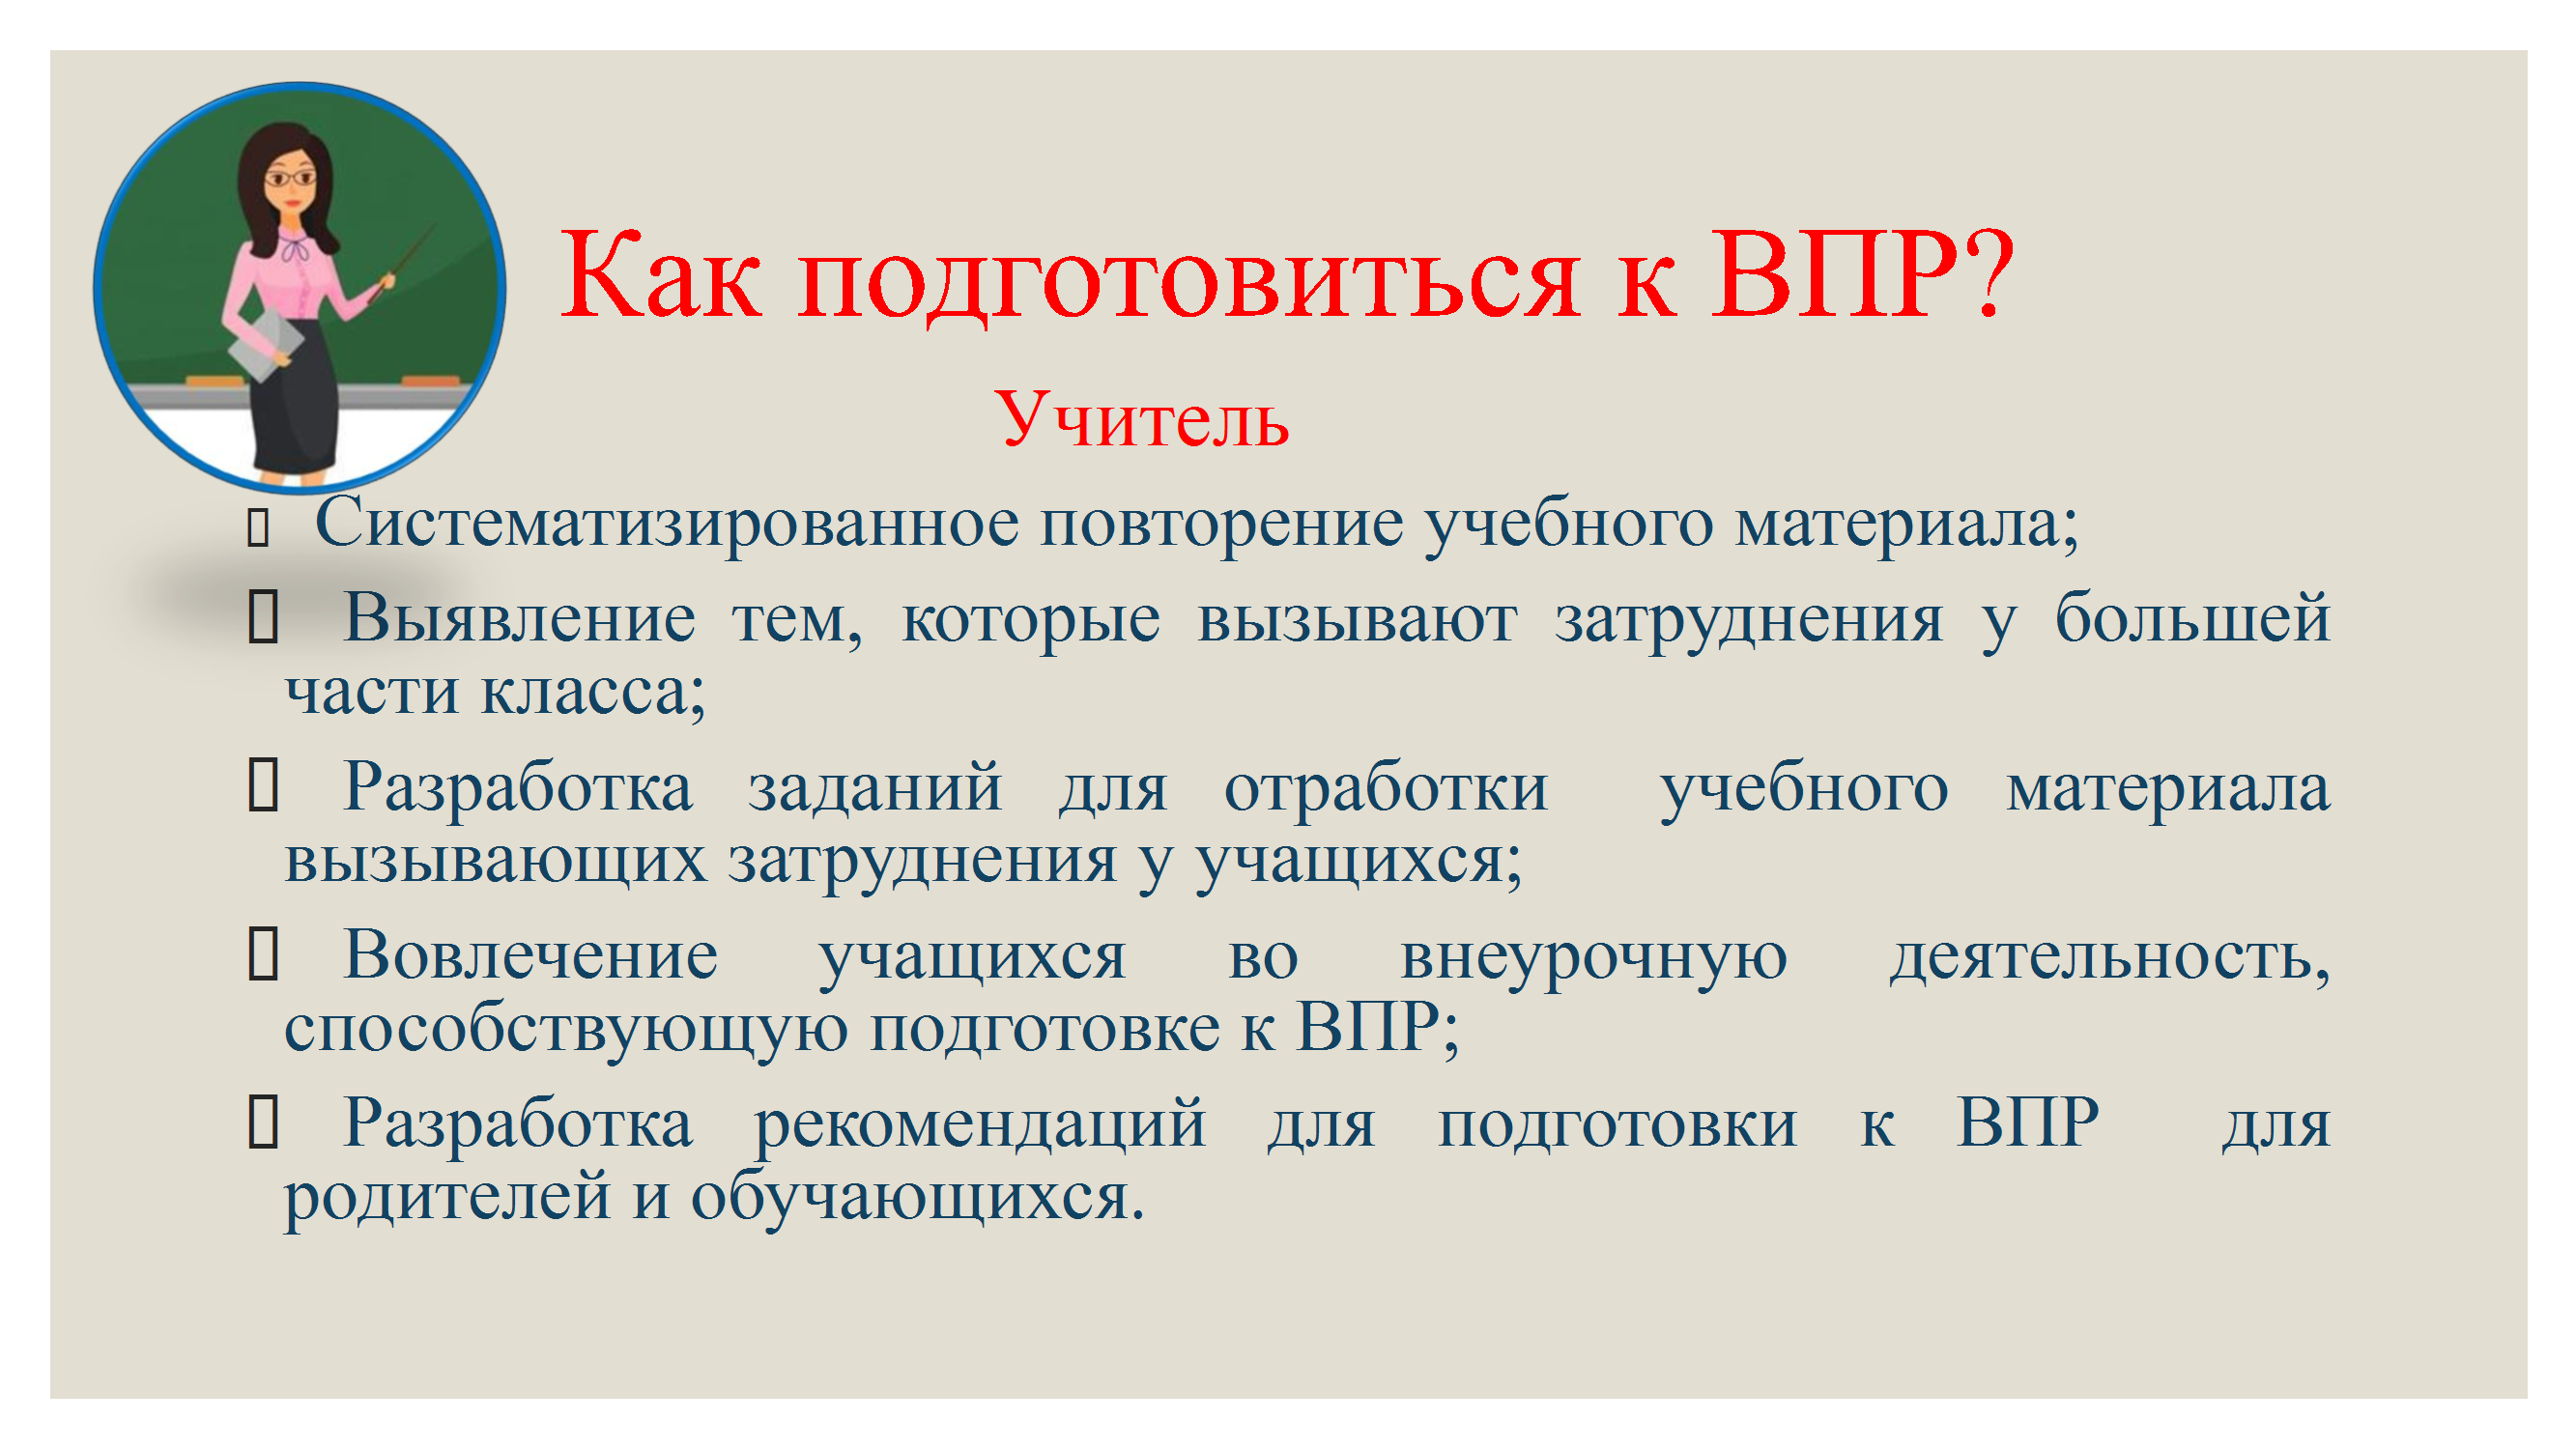 Как подготовиться к ВПР?
Учитель
Систематизированное повторение учебного материала;
Выявление тем, которые вызывают затруднения у большей
части класса;
Разработка заданий для отработки учебного материала
вызывающих затруднения у учащихся;
Вовлечение учащихся во внеурочную деятельность,
способствующую подготовке к ВПР;
Разработка рекомендаций для подготовки к ВПР для
родителей и обучающихся.